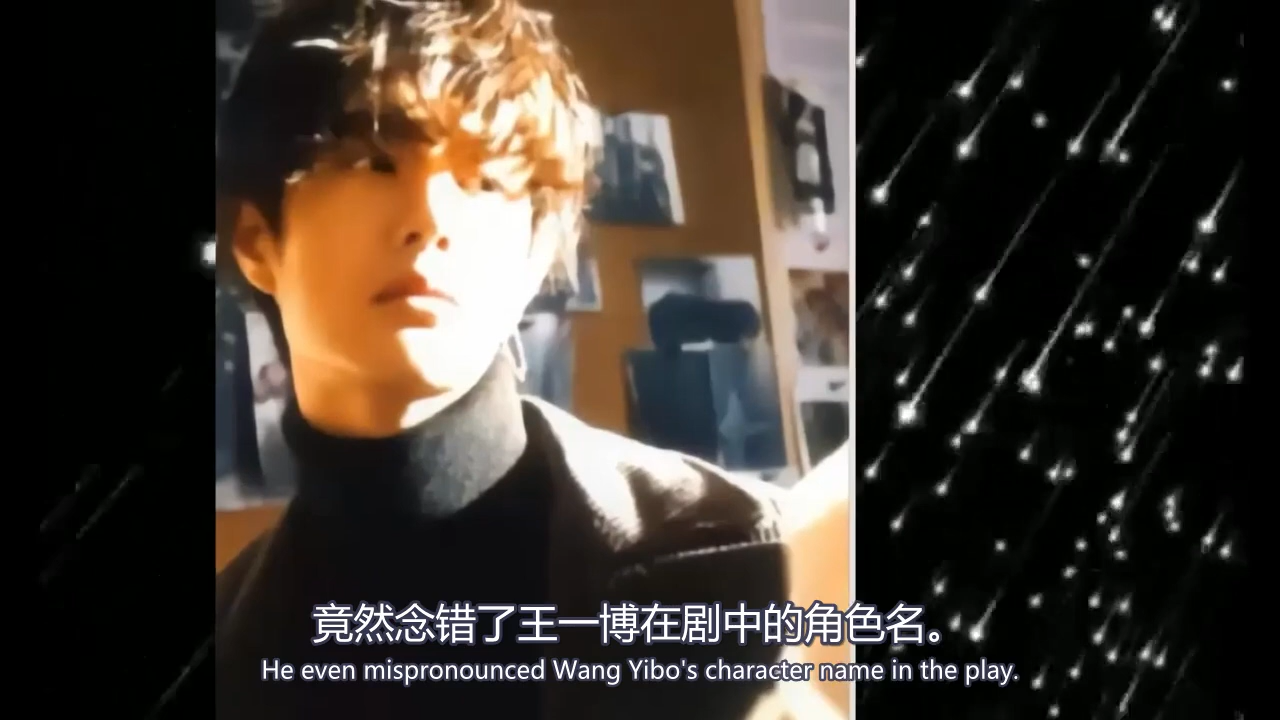 竟然念错了王一博在剧中的角色名。
He even mispronounced Wang Yibo's character name in the play.